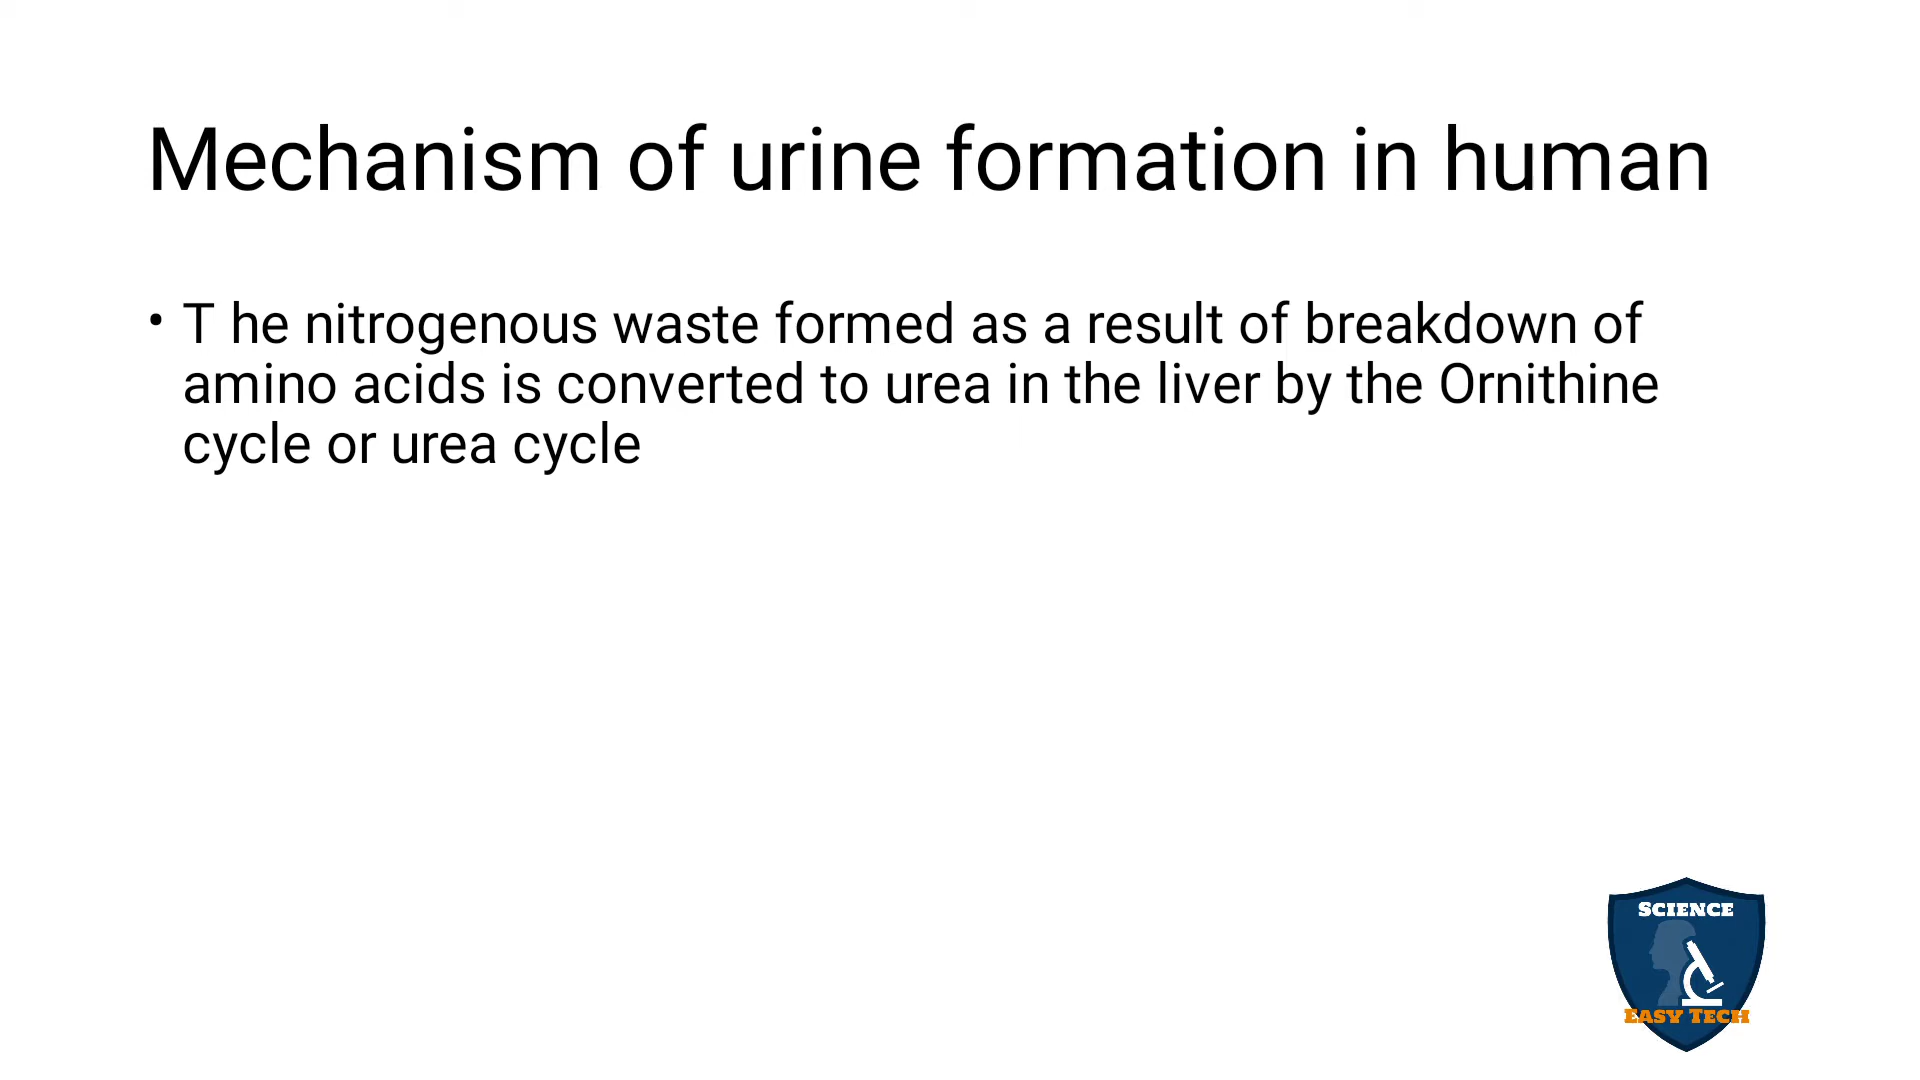 Mechanism of urine formation in human
• T he nitrogenous waste formed as a result of breakdown of
amino acids is converted to urea in the liver by the Ornithine
cycle or urea cycle
SCIENCE
EASY TECH